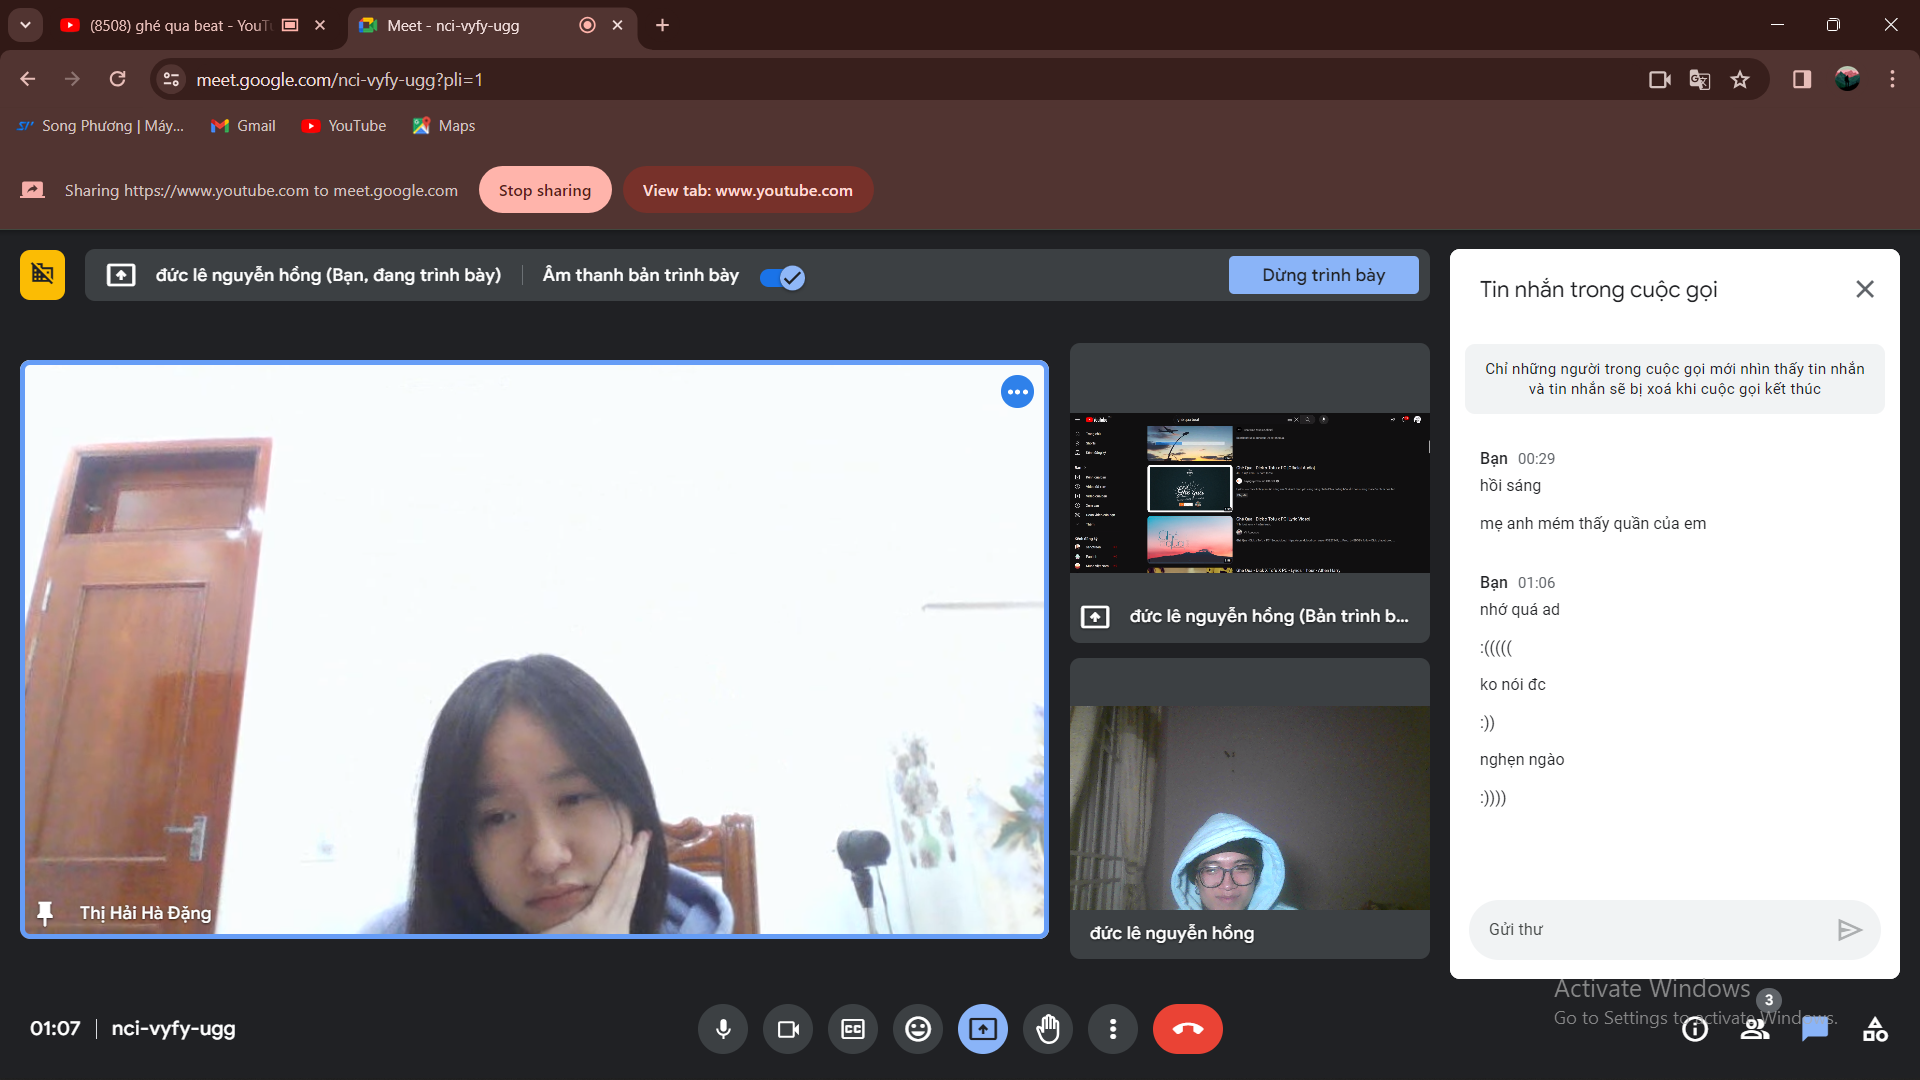 (8508) ghé qua beat - YouTu
Meet - nci-vyfy-ugg
meet.google.com/nci-vyfy-ugg?pli=1
Song Phương | Máy...
Gmail
YouTube
Maps
Sharing https://www.youtube.com to meet.google.com
Stop sharing
View tab: www.youtube.com
đức lê nguyễn hồng (Bạn, đang trình bày)
Âm thanh bản trình bày
Dừng trình bày
Tin nhắn trong cuộc gọi
Chỉ những người trong cuộc gọi mới nhìn thấy tin nhắn
và tin nhắn sẽ bị xoá khi cuộc gọi kết thúc
Bạn 00:29
hồi sáng
mẹ anh mém thấy quần của em
Bạn 01:06
nhớ quá ad
:(((((
ko nói đc
:))
nghẹn ngào
:))))
Gửi thư
đức lê nguyễn hồng (Bản trình b...
Thị Hải Hà Đặng
đức lê nguyễn hồng
Activate Windows
Go to Settings to activate Windows.
3
01:07
nci-vyfy-ugg
CC